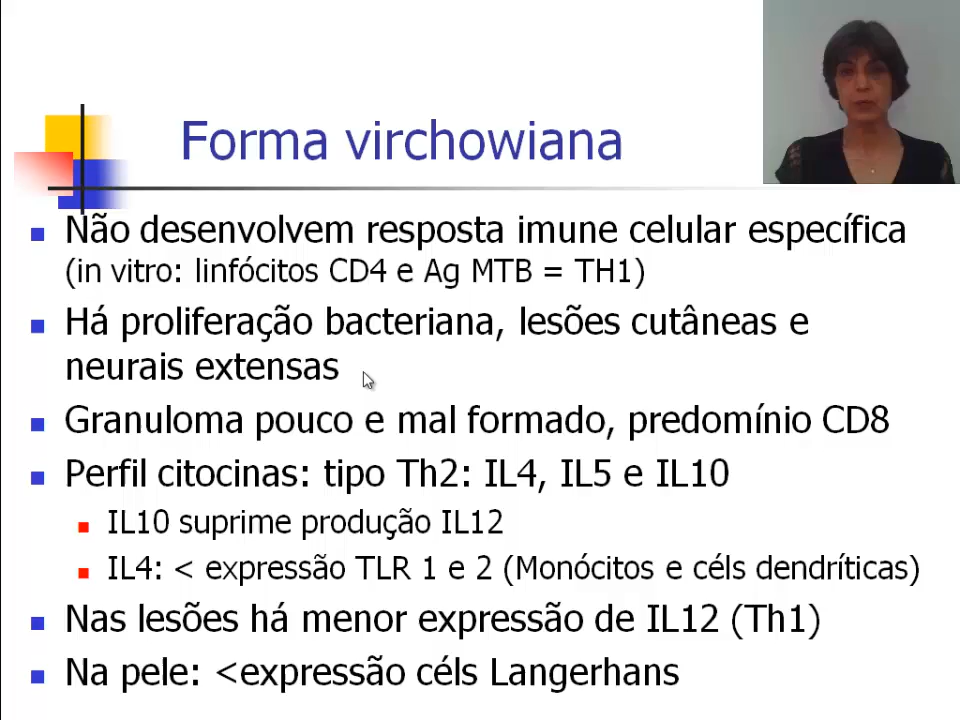 Forma virchowiana
Não desenvolvem resposta imune celular específica
(in vitro: linfócitos CD4 e Ag MTB = TH1)
Há proliferação bacteriana, lesões cutâneas e
neurais extensas
Granuloma pouco e mal formado, predomínio CD8
Perfil citocinas: tipo Th2: IL4, IL5 e IL10
IL10 suprime produção IL12
IL4: < expressão TLR 1 e 2 (Monócitos e céls dendríticas)
Nas lesões há menor expressão de IL12 (Th1)
Na pele: <expressão céls Langerhans